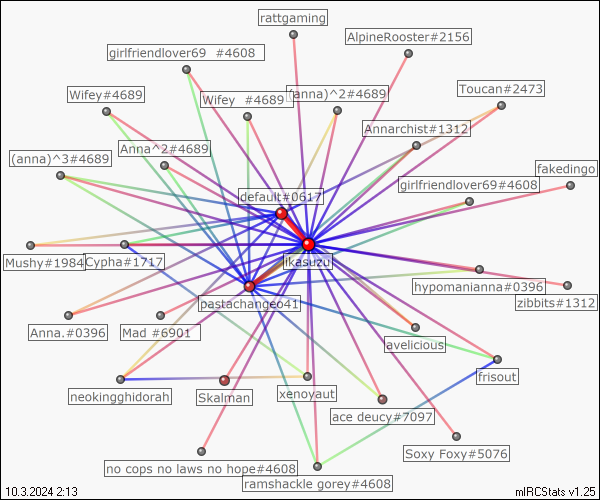 rattgaming
AlpineRooster#2156
girlfriendlover69 #4608
Toucan#2473
Wifey#4689
Wifey #4689
(anna)^2#4689
Annarchist#1312
Anna^2#4689
(anna)^3#4689
fakedingo
girlfriendlover69#4608
default#0617
likasuzu
Mushy#1984
Cypha#1717
hypomanianna#0396
zibbits#1312
pastchange641
Anna.#0396
Mad #6901
avelicious
frisout
neokingghidorah
Skalman
xenoyaut
ace deucy#7097
Soxy Foxy#5076
no cops no laws no hope#4608
ramshackle gorey#4608
10.3.2024 2:13
mIRCStats v1.25